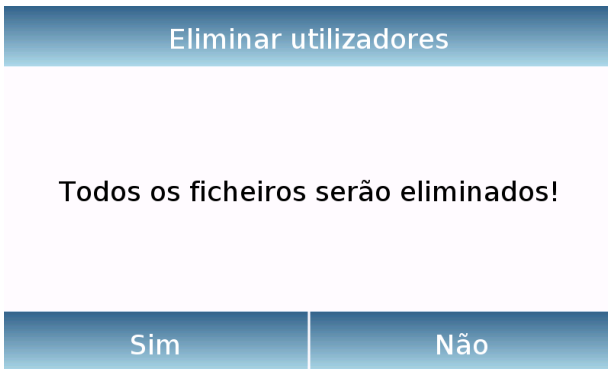 Eliminar utilizadores
Todos os ficheiros serão eliminados!
Sim
Não